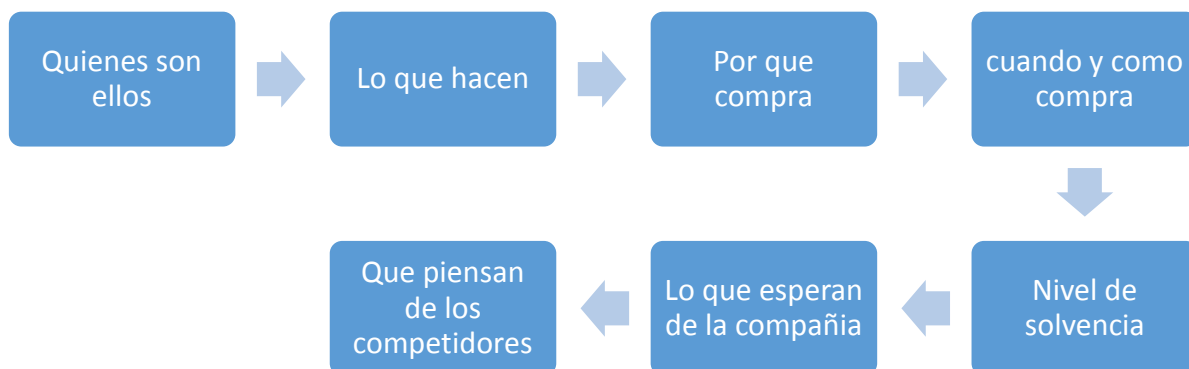 Quienes son
ellos
Lo que hacen
Por que
compra
cuando y como
compra
Nivel de
solvencia
Lo que esperan
de la compañia
Que piensan
de los
competidores